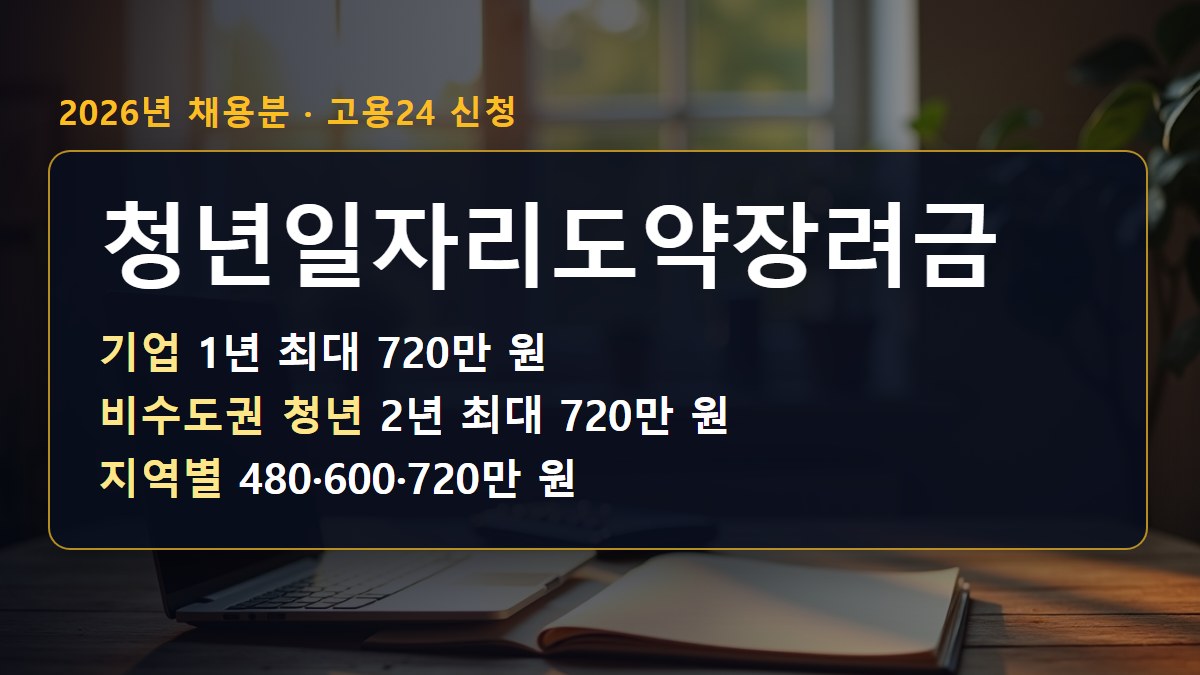 2026년 채용분 · 고용24 신청
청년일자리도약장려금
기업 1년 최대 720만 원
비수도권 청년 2년 최대 720만 원
지역별 480·600·720만 원